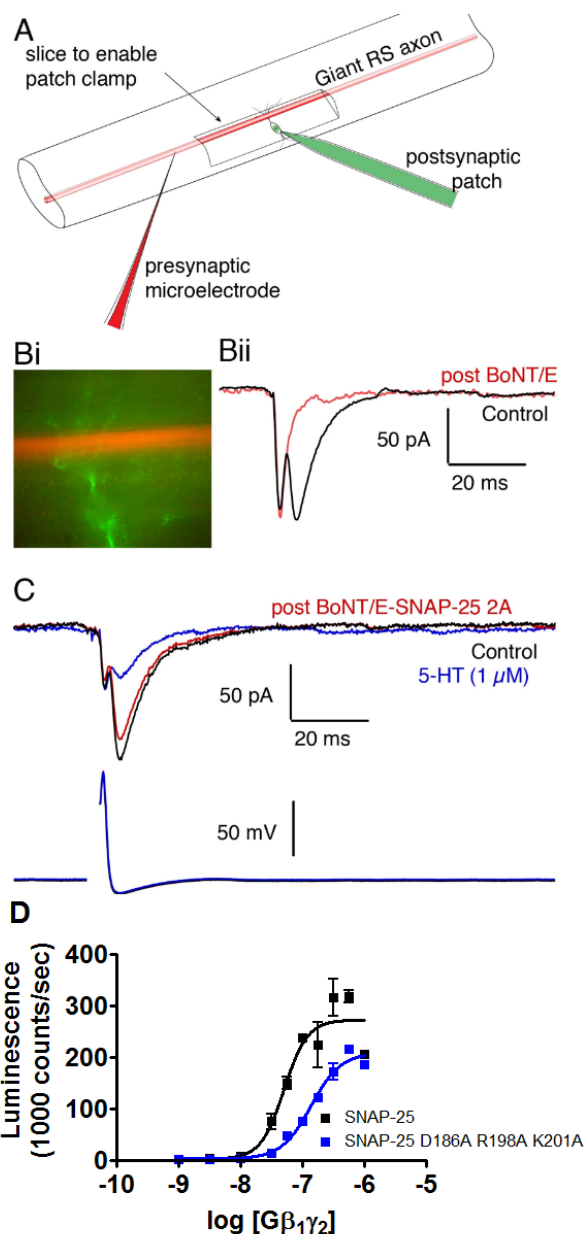 A
slice to enable
patch clamp
Giant RS axon
postsynaptic
patch
presynaptic
microelectrode
Bi
Bii
post BoNT/E
Control
50 pA
20 ms
C
post BoNT/E-SNAP-25 2A
Control
5-HT (1 µM)
50 pA
20 ms
50 mV
D
Luminescence
(1000 counts/sec)
400
300
200
100
0
SNAP-25
SNAP-25 D186A R198A K201A
-10
-9
-8
-7
-6
-5
log [Gβ₁γ₂]